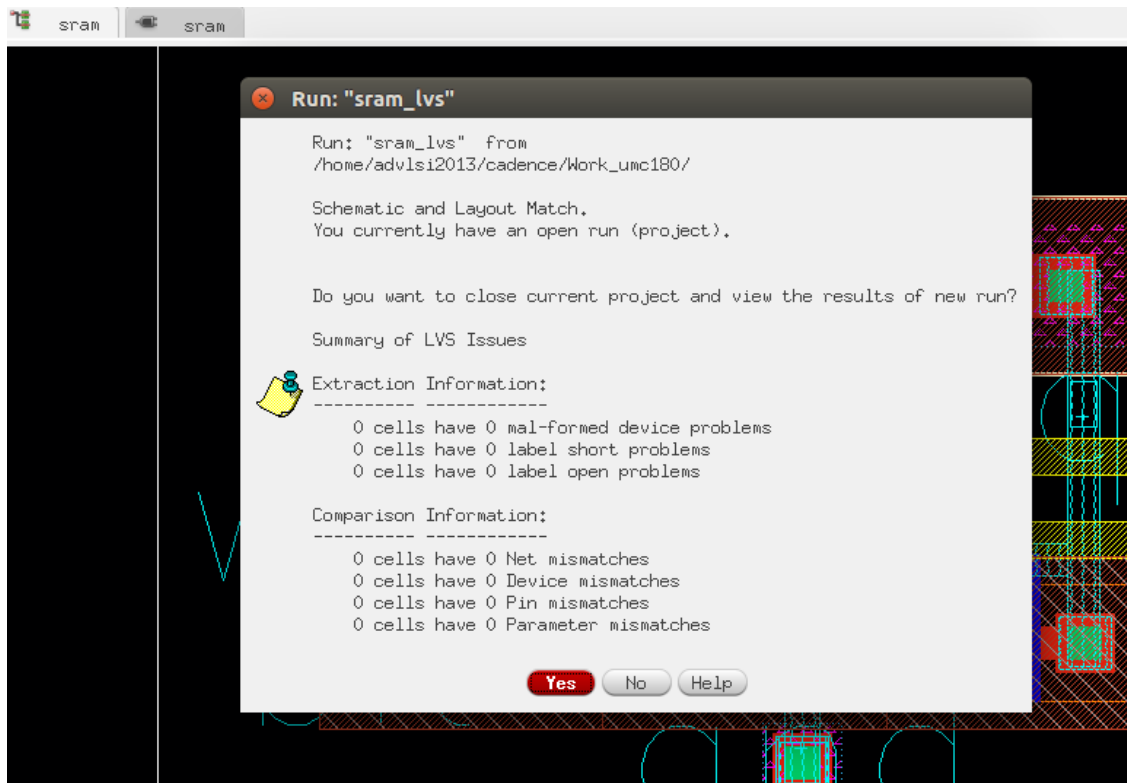 sram sram
Run: "sram_lvs"
Run: "sram_lvs" from
/home/advlsi2013/cadence/Work_umc180/
Schematic and Layout Match.
You currently have an open run (project).
Do you want to close current project and view the results of new run?
Summary of LVS Issues
Extraction Information:
---------- ------------
0 cells have 0 mal-formed device problems
0 cells have 0 label short problems
0 cells have 0 label open problems
Comparison Information:
---------- ------------
0 cells have 0 Net mismatches
0 cells have 0 Device mismatches
0 cells have 0 Pin mismatches
0 cells have 0 Parameter mismatches
Yes No Help